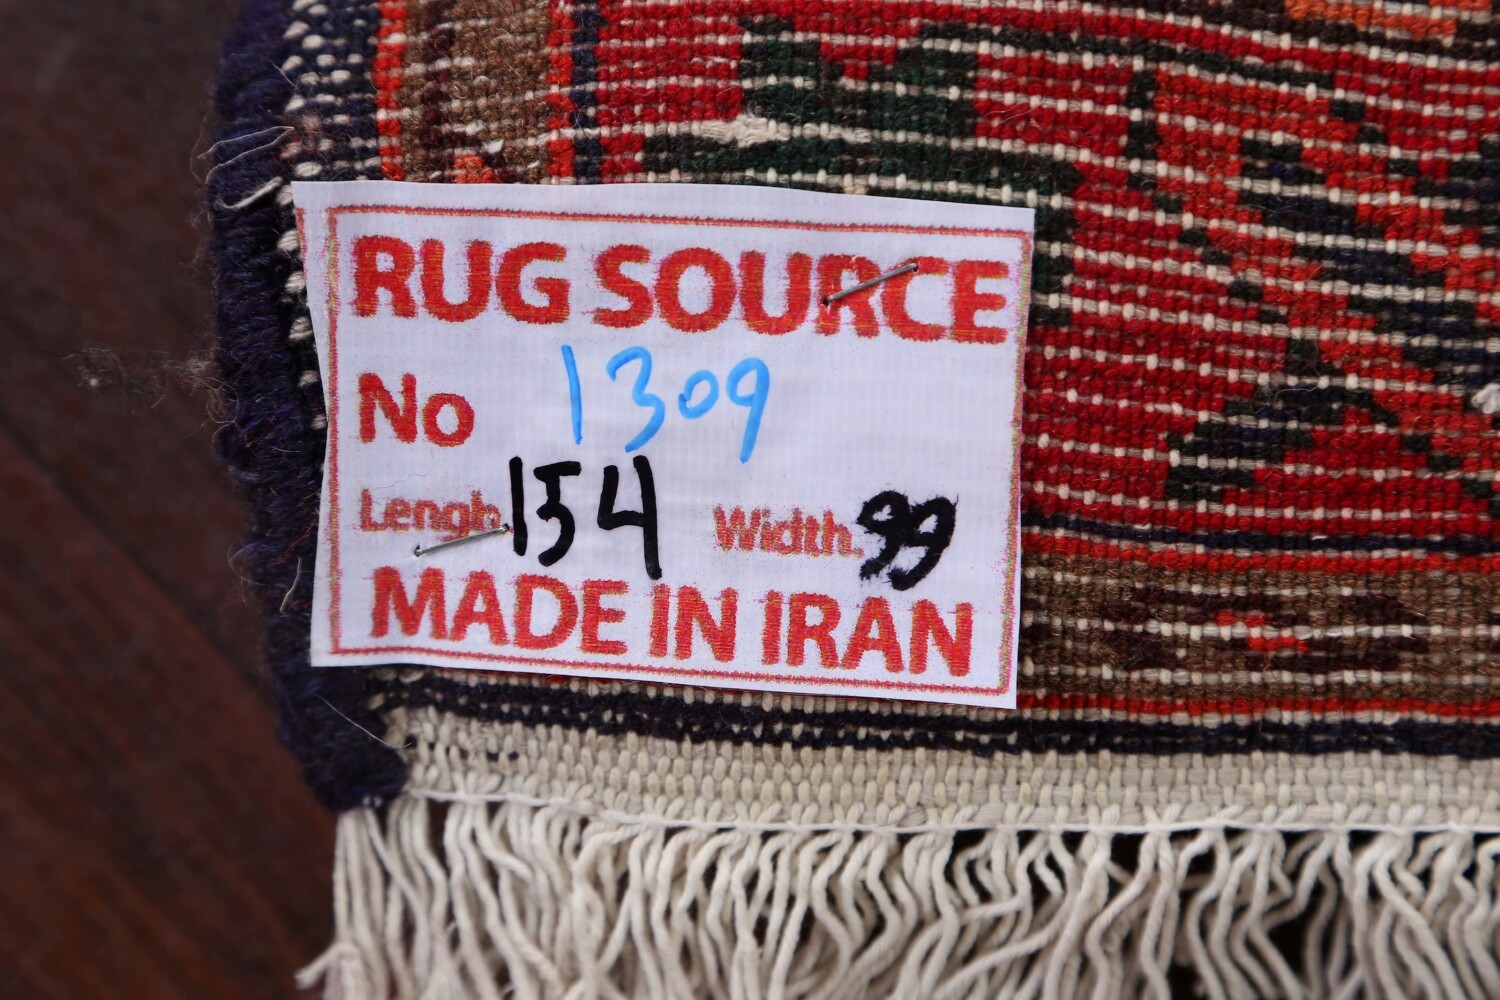 RUG SOURCE
No 1309
Lengh. 154 Width. 99
MADE IN IRAN